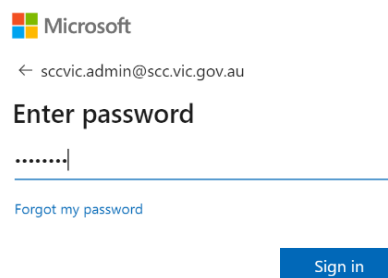 Microsoft
← sccvic.admin@scc.vic.gov.au
Enter password
••••••••
Forgot my password
Sign in